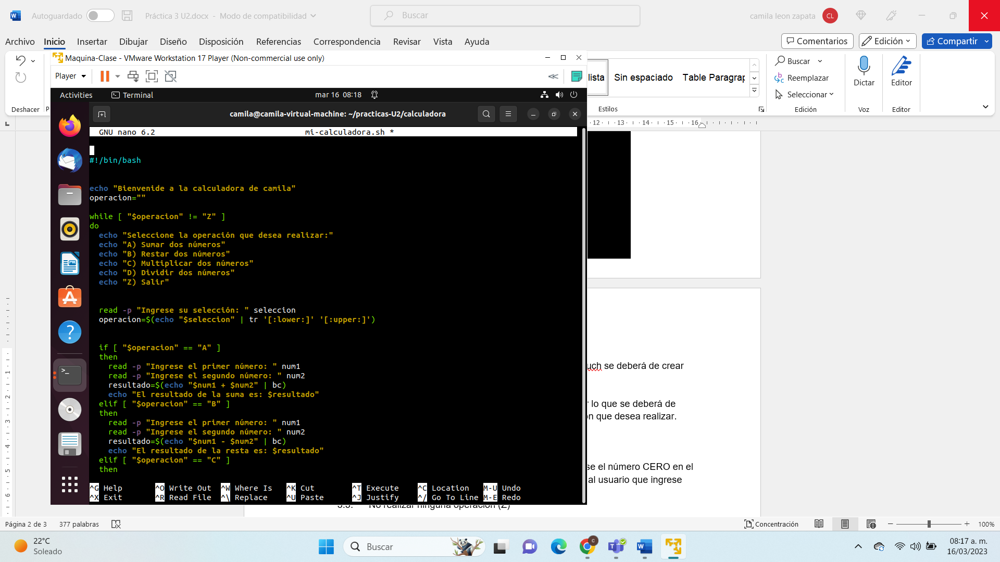 Autoguardado
Práctica 3 U2.docx - Modo de compatibilidad
Buscar
camila leon zapata
CL
Archivo Inicio Insertar Dibujar Diseño Disposición Referencias Correspondencia Revisar Vista Ayuda
Comentarios
Edición
Compartir
Deshacer
P
Maquina-Clase - VMware Workstation 17 Player (Non-commercial use only)
Player
lista
Sin espaciado
Table Paragrap
Estilos
Buscar
Reemplazar
Seleccionar
Edición
Dictar
Voz
Editor
Editor
Activities
Terminal
mar 16 08:18
camila@camila-virtual-machine: ~/practicas-U2/calculadora
12 13 14 15 16
GNU nano 6.2 mi-calculadora.sh *
#!/bin/bash
echo "Bienvenide a la calculadora de camila"
operacion=""
while [ "$operacion" != "Z" ]
do
echo "Seleccione la operación que desea realizar:"
echo "A) Sumar dos números"
echo "B) Restar dos números"
echo "C) Multiplicar dos números"
echo "D) Dividir dos números"
echo "Z) Salir"
read -p "Ingrese su selección: " seleccion
operacion=$(echo "$seleccion" | tr '[:lower:]' '[:upper:]')
if [ "$operacion" == "A" ]
then
read -p "Ingrese el primer número: " num1
read -p "Ingrese el segundo número: " num2
resultado=$(echo "$num1 + $num2" | bc)
echo "El resultado de la suma es: $resultado"
elif [ "$operacion" == "B" ]
then
read -p "Ingrese el primer número: " num1
read -p "Ingrese el segundo número: " num2
resultado=$(echo "$num1 - $num2" | bc)
echo "El resultado de la resta es: $resultado"
elif [ "$operacion" == "C" ]
then
^G Help ^O Write Out ^W Where Is ^K Cut ^T Execute ^C Location M-U Undo
^X Exit ^R Read File ^\ Replace ^U Paste ^J Justify ^/ Go To Line M-E Redo
uch se deberá de crear
r lo que se deberá de
ón que desea realizar.
se el número CERO en el
al usuario que ingrese
No realizar ninguna operación (Z)
1
2
3
4
5
6
Página 2 de 3
377 palabras
Concentración
100%
22°C
Soleado
Buscar
08:17 a. m.
16/03/2023